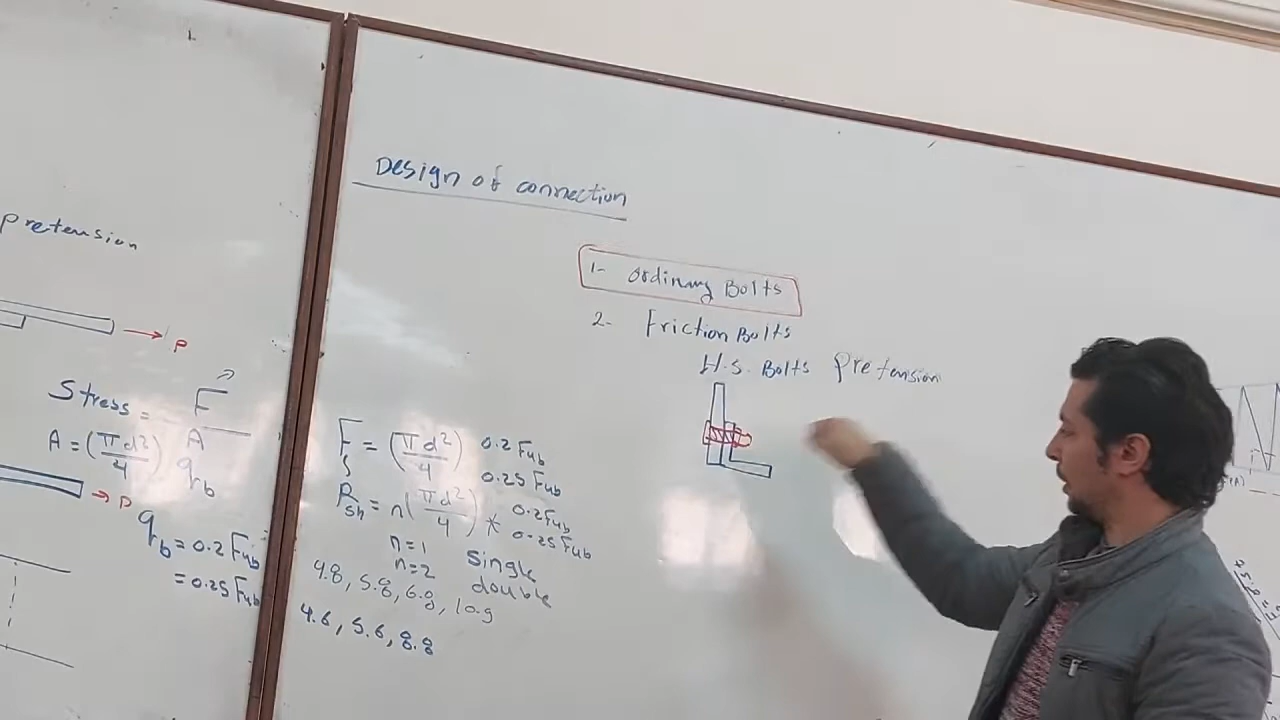 pretension
P
Stress = F
A
A = (πd²/4) q_b
P
q_b = 0.2 Fub
= 0.25 Fub
Design of connection
1- ordinary Bolts
2- Friction Bolts
H.S. Bolts pretension
F_s = (πd²/4) 0.2 Fub
0.25 Fub
R_sh = n(πd²/4) * 0.2 Fub
0.25 Fub
n=1 single
n=2 double
4.8, 5.8, 6.8, 10.9
4.6, 5.6, 8.8